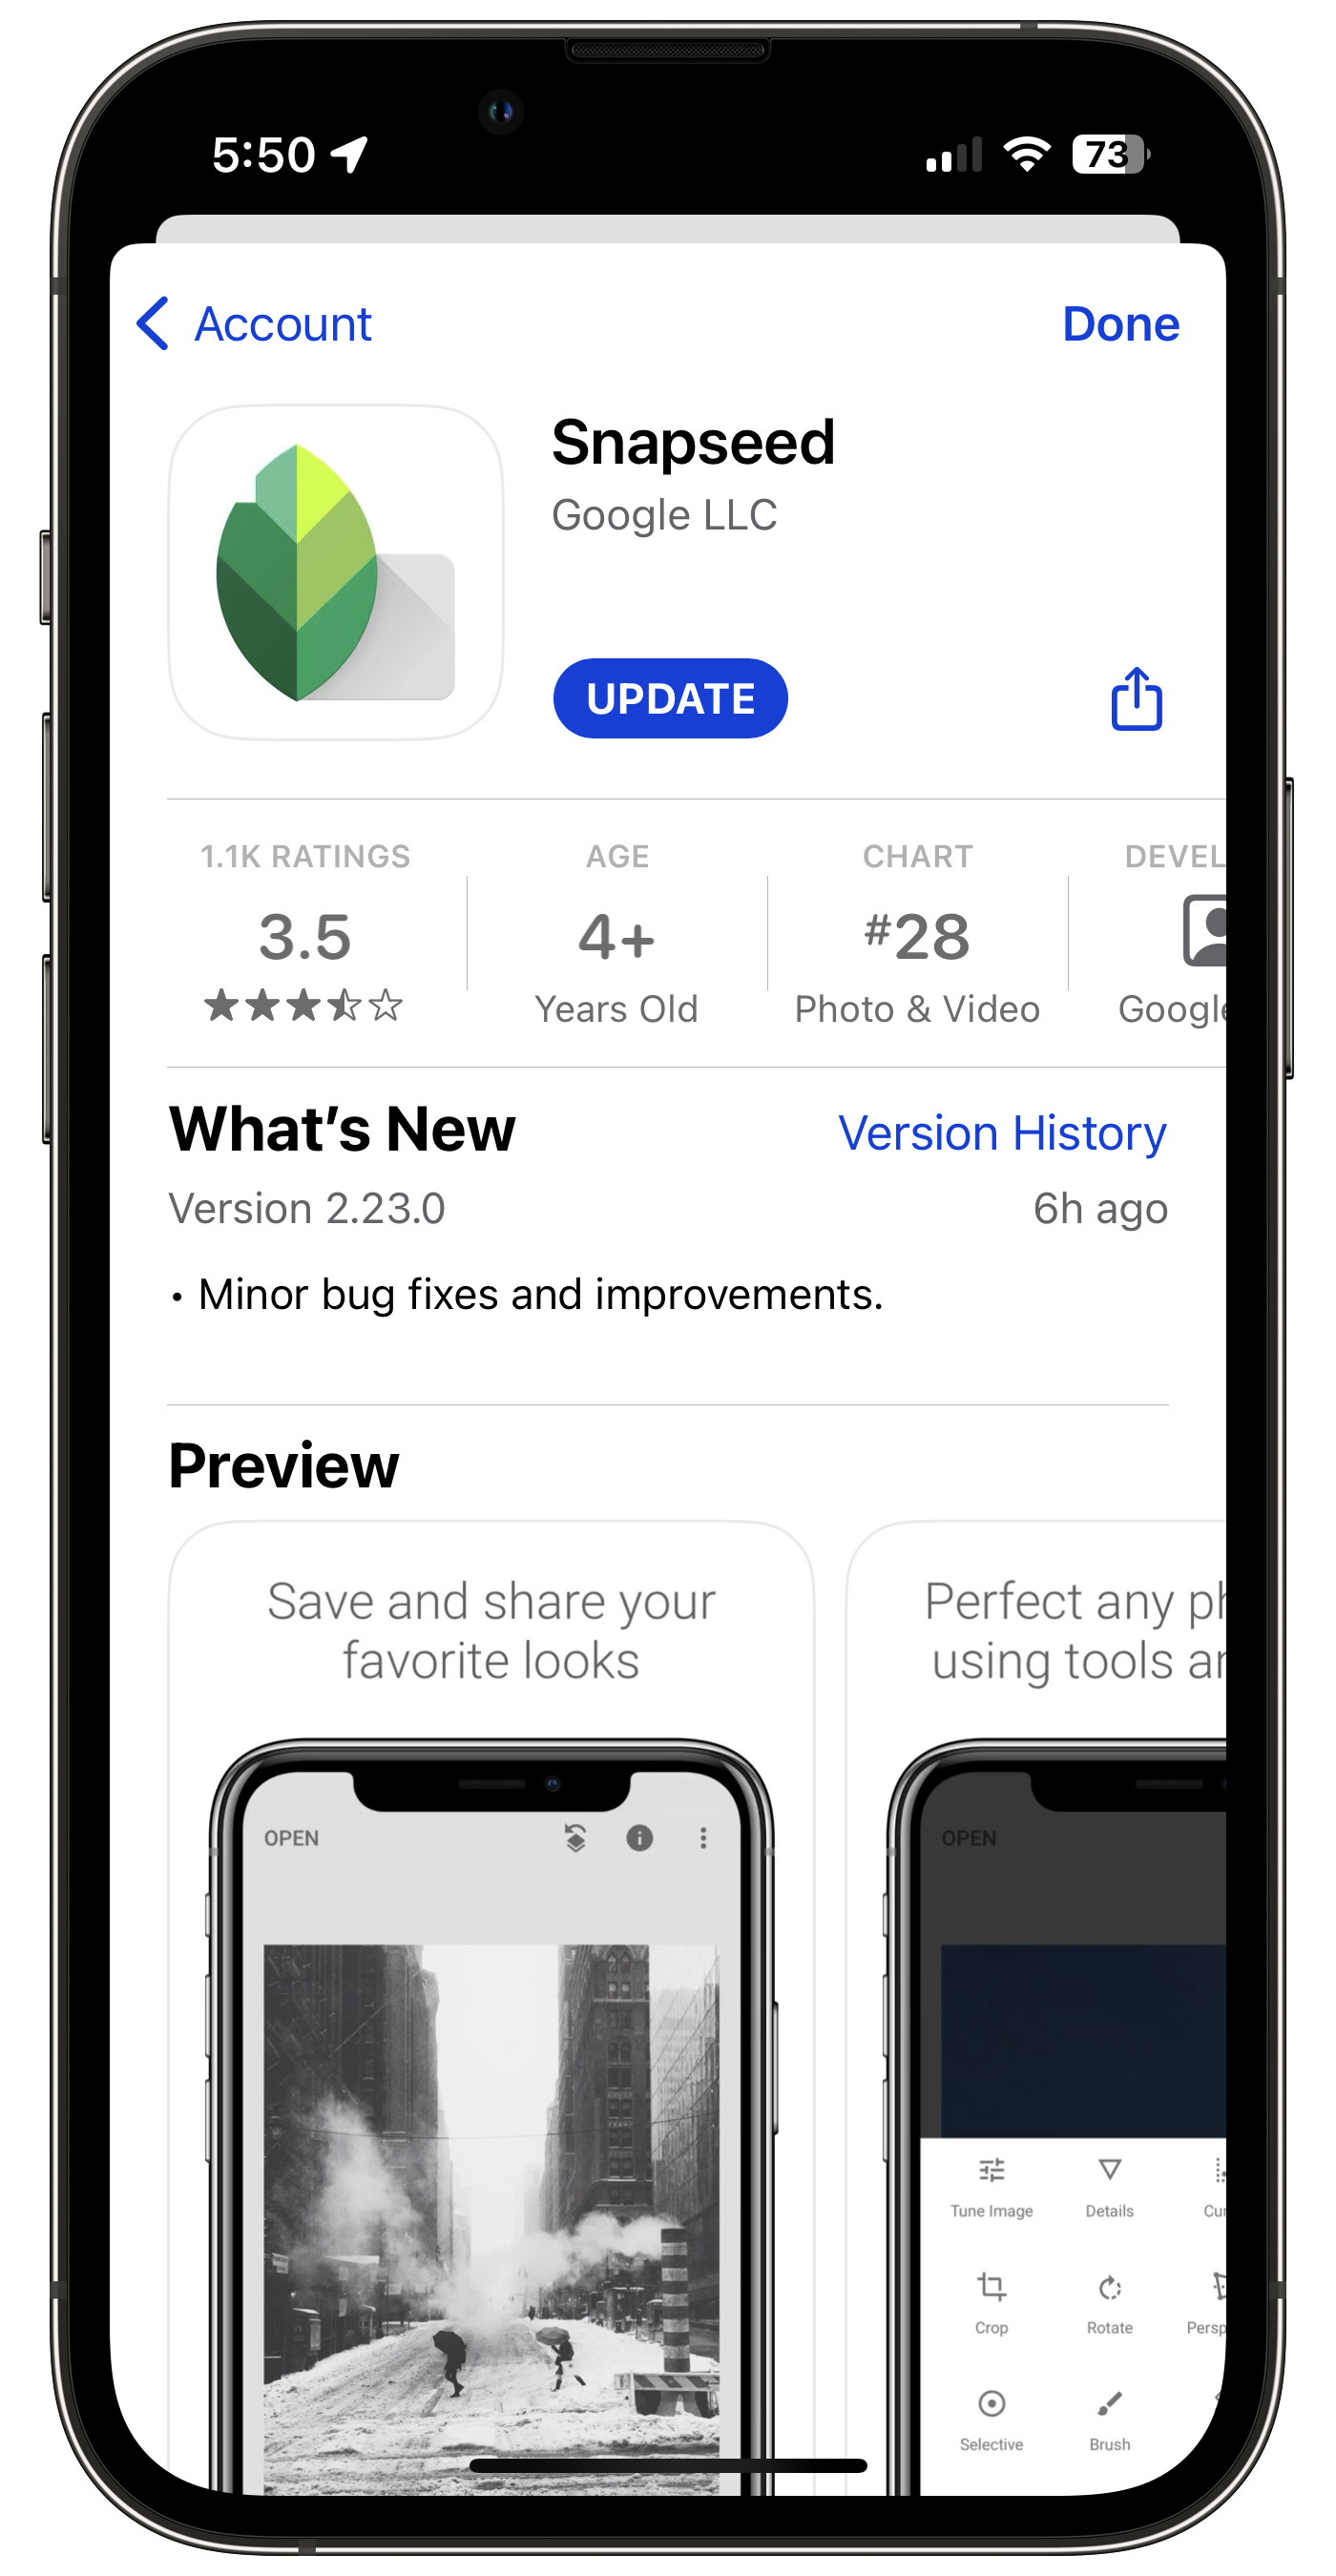 5:50
73
Account
Done
Snapseed
Google LLC
UPDATE
1.1K RATINGS
3.5
AGE
4+
Years Old
CHART
#28
Photo & Video
DEVEL
Google
What's New
Version History
Version 2.23.0
6h ago
• Minor bug fixes and improvements.
Preview
Save and share your
favorite looks
OPEN
Perfect any ph
using tools an
OPEN
Tune Image
Details
Cur
Crop
Rotate
Persp
Selective
Brush